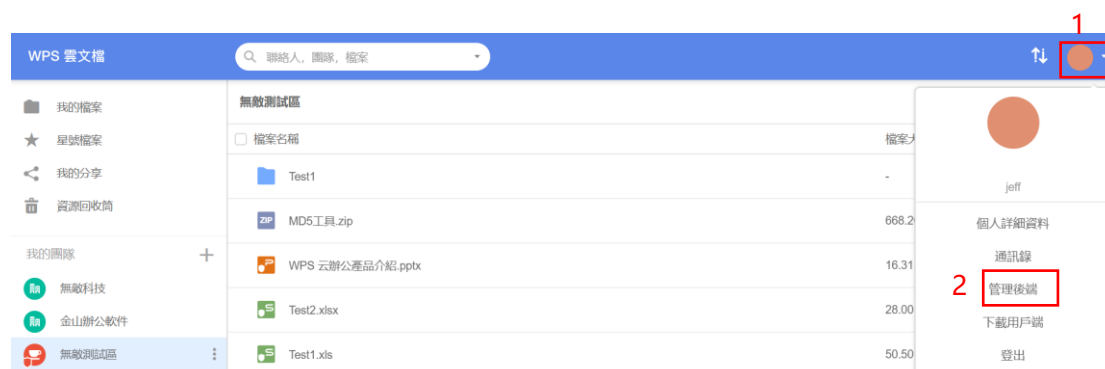 1
WPS 雲文檔
聯絡人, 團隊, 檔案
我的檔案
星號檔案
我的分享
資源回收筒
我的團隊
無敵科技
金山辦公軟件
無敵測試區
無敵測試區
檔案名稱 檔案大
Test1 -
ZIP MD5工具.zip 668.20
WPS 云辦公產品介紹.pptx 16.31
Test2.xlsx 28.00
Test1.xls 50.50
jeff
個人詳細資料
通訊錄
2 管理後端
下載用戶端
登出